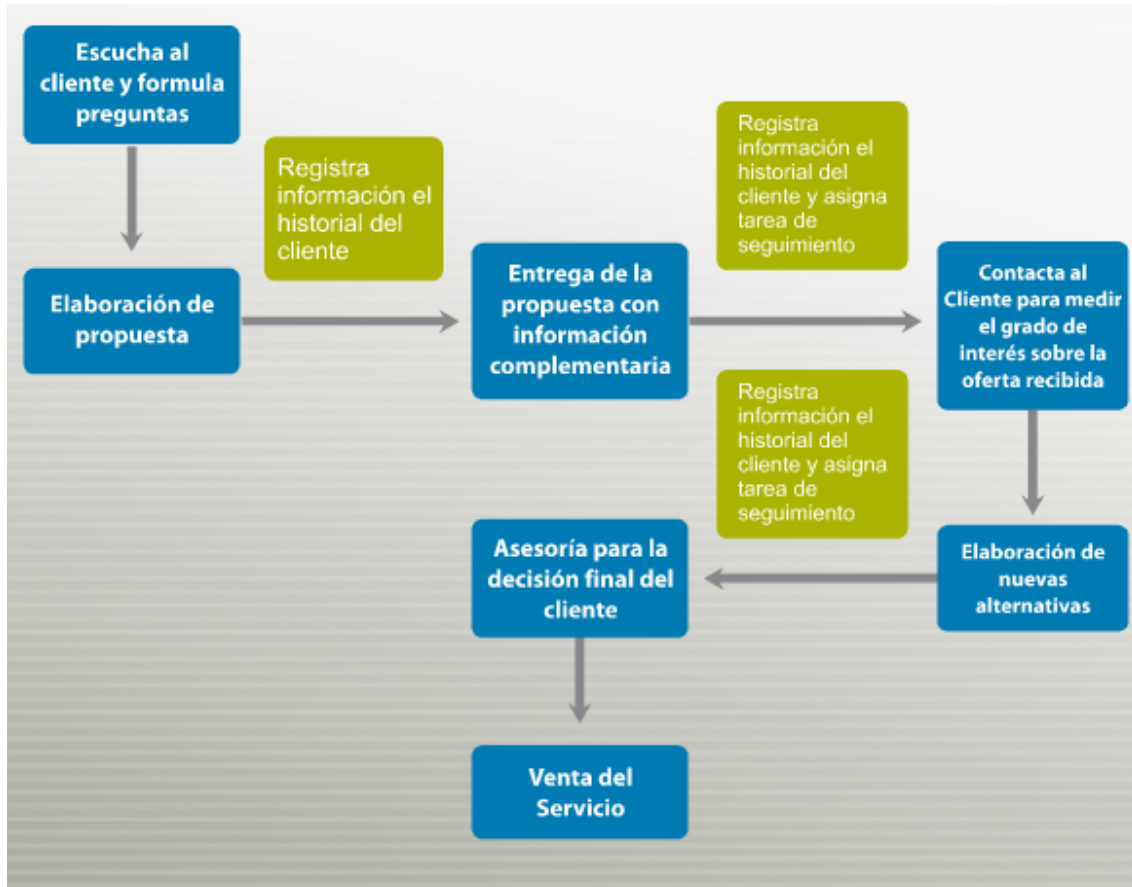 Escucha al
cliente y formula
preguntas
Registra
información el
historial del
cliente
Registra
información el
historial del
cliente y asigna
tarea de
seguimiento
Elaboración de
propuesta
Entrega de la
propuesta con
información
complementaria
Contacta al
Cliente para medir
el grado de
interés sobre la
oferta recibida
Registra
información el
historial del
cliente y asigna
tarea de
seguimiento
Elaboración de
nuevas
alternativas
Asesoría para la
decisión final del
cliente
Venta del
Servicio